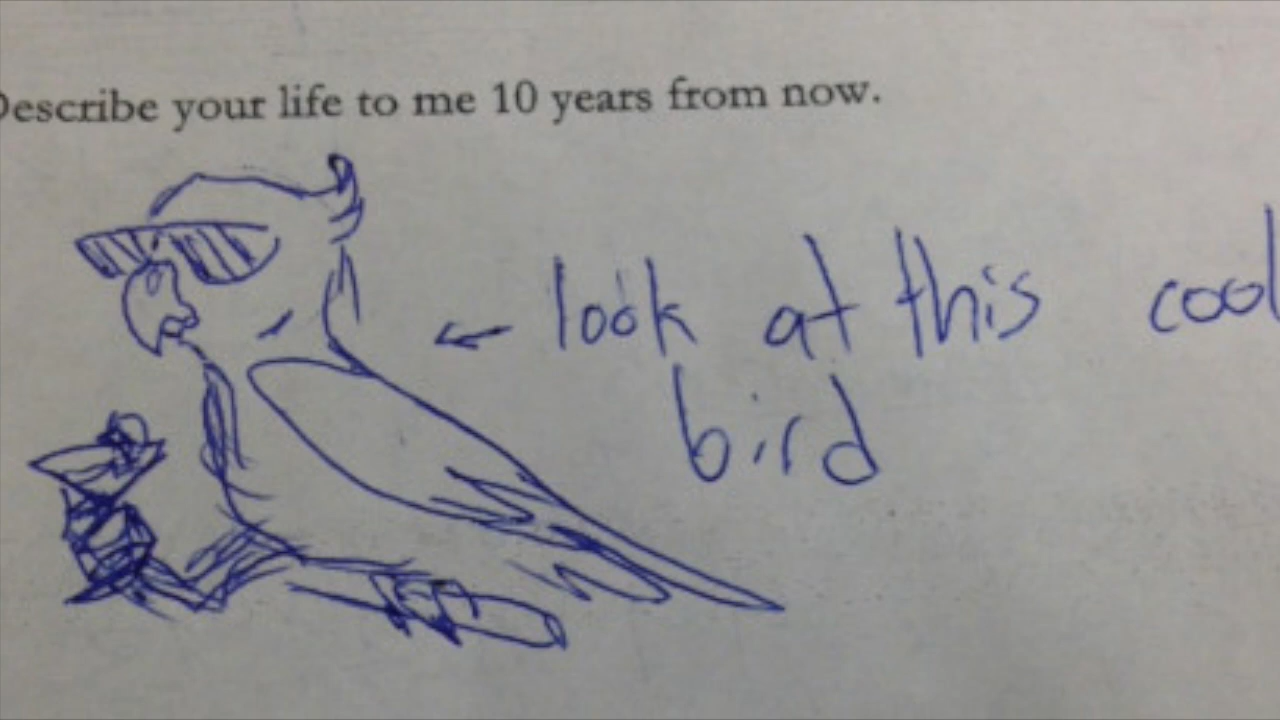 Describe your life to me 10 years from now.
← look at this cool
bird